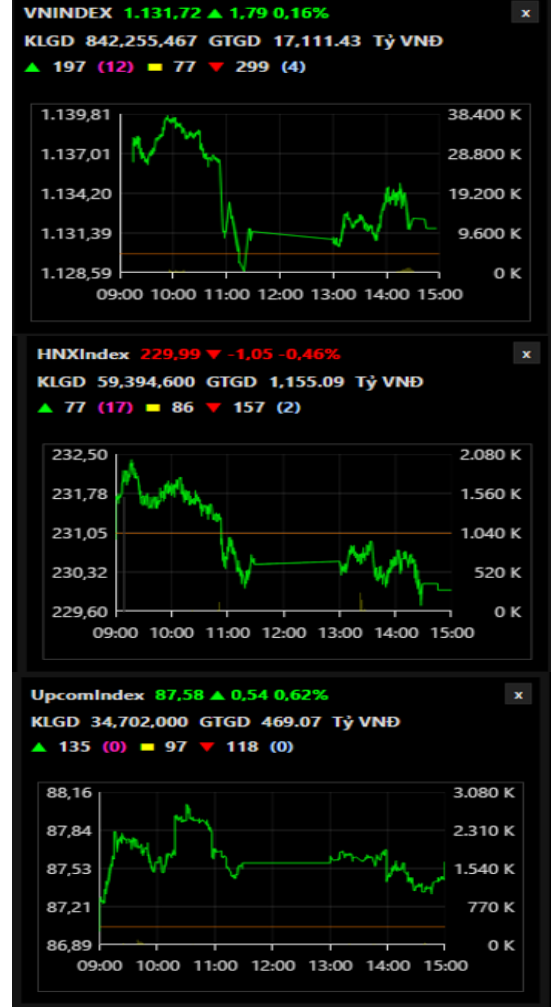 VNINDEX 1.131,72 ▲ 1,79 0,16% x
KLGD 842,255,467 GTGD 17,111.43 Tỷ VNĐ
▲ 197 (12) 77 ▼ 299 (4)
1.139,81 38.400 K
1.137,01 28.800 K
1.134,20 19.200 K
1.131,39 9.600 K
1.128,59 0 K
09:00 10:00 11:00 12:00 13:00 14:00 15:00
HNXIndex 229,99 ▼ -1,05 -0,46% x
KLGD 59,394,600 GTGD 1,155.09 Tỷ VNĐ
▲ 77 (17) 86 ▼ 157 (2)
232,50 2.080 K
231,78 1.560 K
231,05 1.040 K
230,32 520 K
229,60 0 K
09:00 10:00 11:00 12:00 13:00 14:00 15:00
UpcomIndex 87,58 ▲ 0,54 0,62% x
KLGD 34,702,000 GTGD 469.07 Tỷ VNĐ
▲ 135 (0) 97 ▼ 118 (0)
88,16 3.080 K
87,84 2.310 K
87,53 1.540 K
87,21 770 K
86,89 0 K
09:00 10:00 11:00 12:00 13:00 14:00 15:00